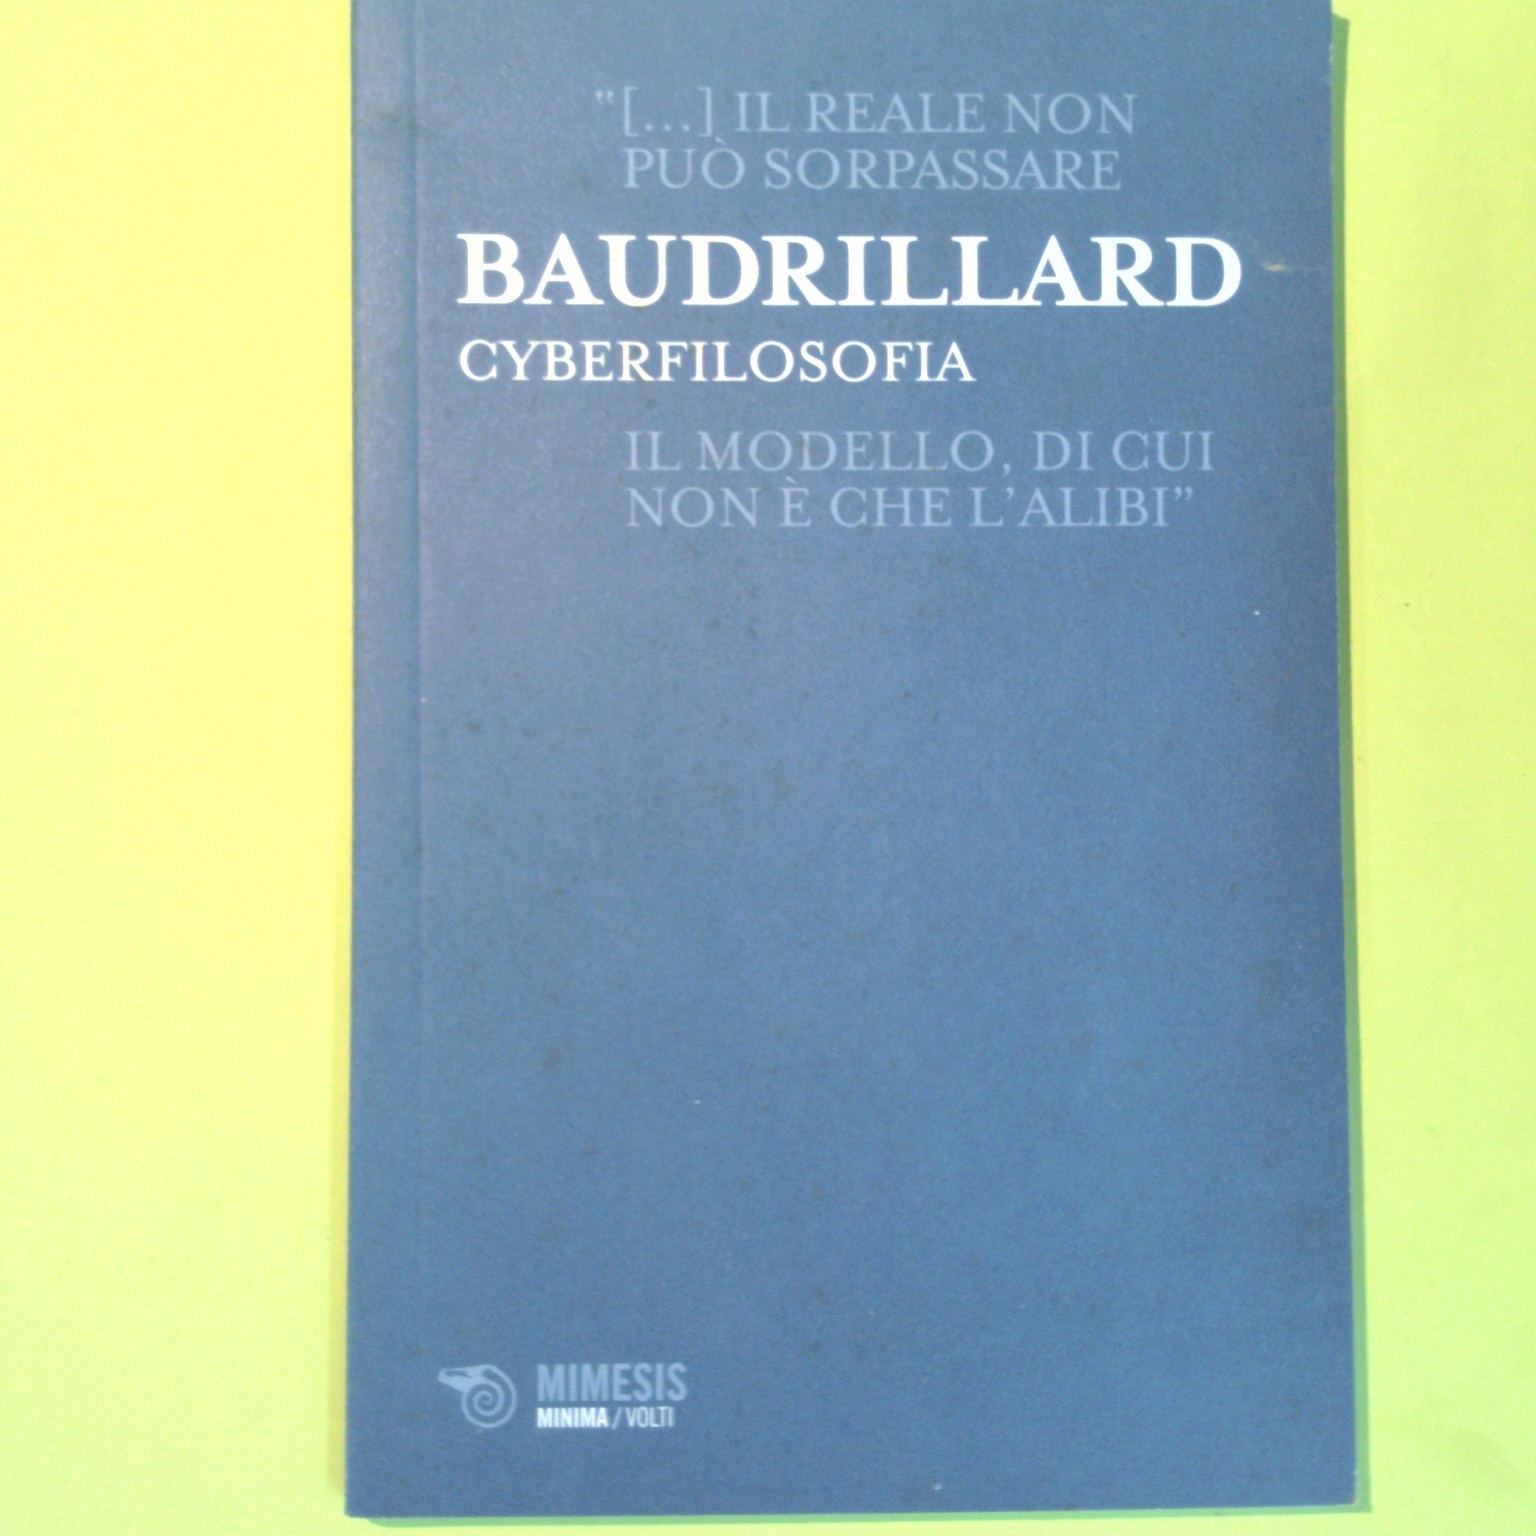 “[...] IL REALE NON
PUÒ SORPASSARE
BAUDRILLARD
CYBERFILOSOFIA
IL MODELLO, DI CUI
NON È CHE L’ALIBI”
MIMESIS
MINIMA / VOLTI